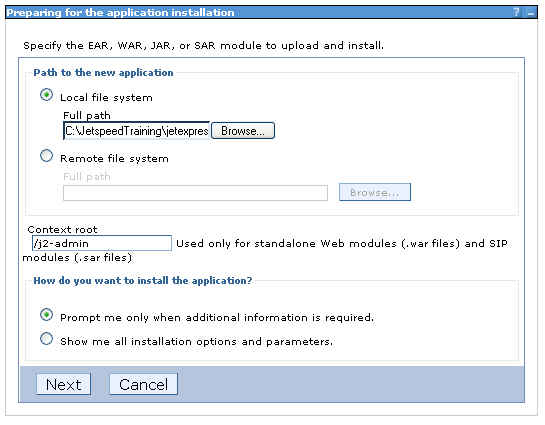 Preparing for the application installation ? –
Specify the EAR, WAR, JAR, or SAR module to upload and install.
Path to the new application
Local file system
Full path
C:\JetspeedTraining\jetexpres Browse...
Remote file system
Full path
Browse...
Context root
/j2-admin Used only for standalone Web modules (.war files) and SIP
modules (.sar files)
How do you want to install the application?
Prompt me only when additional information is required.
Show me all installation options and parameters.
Next Cancel